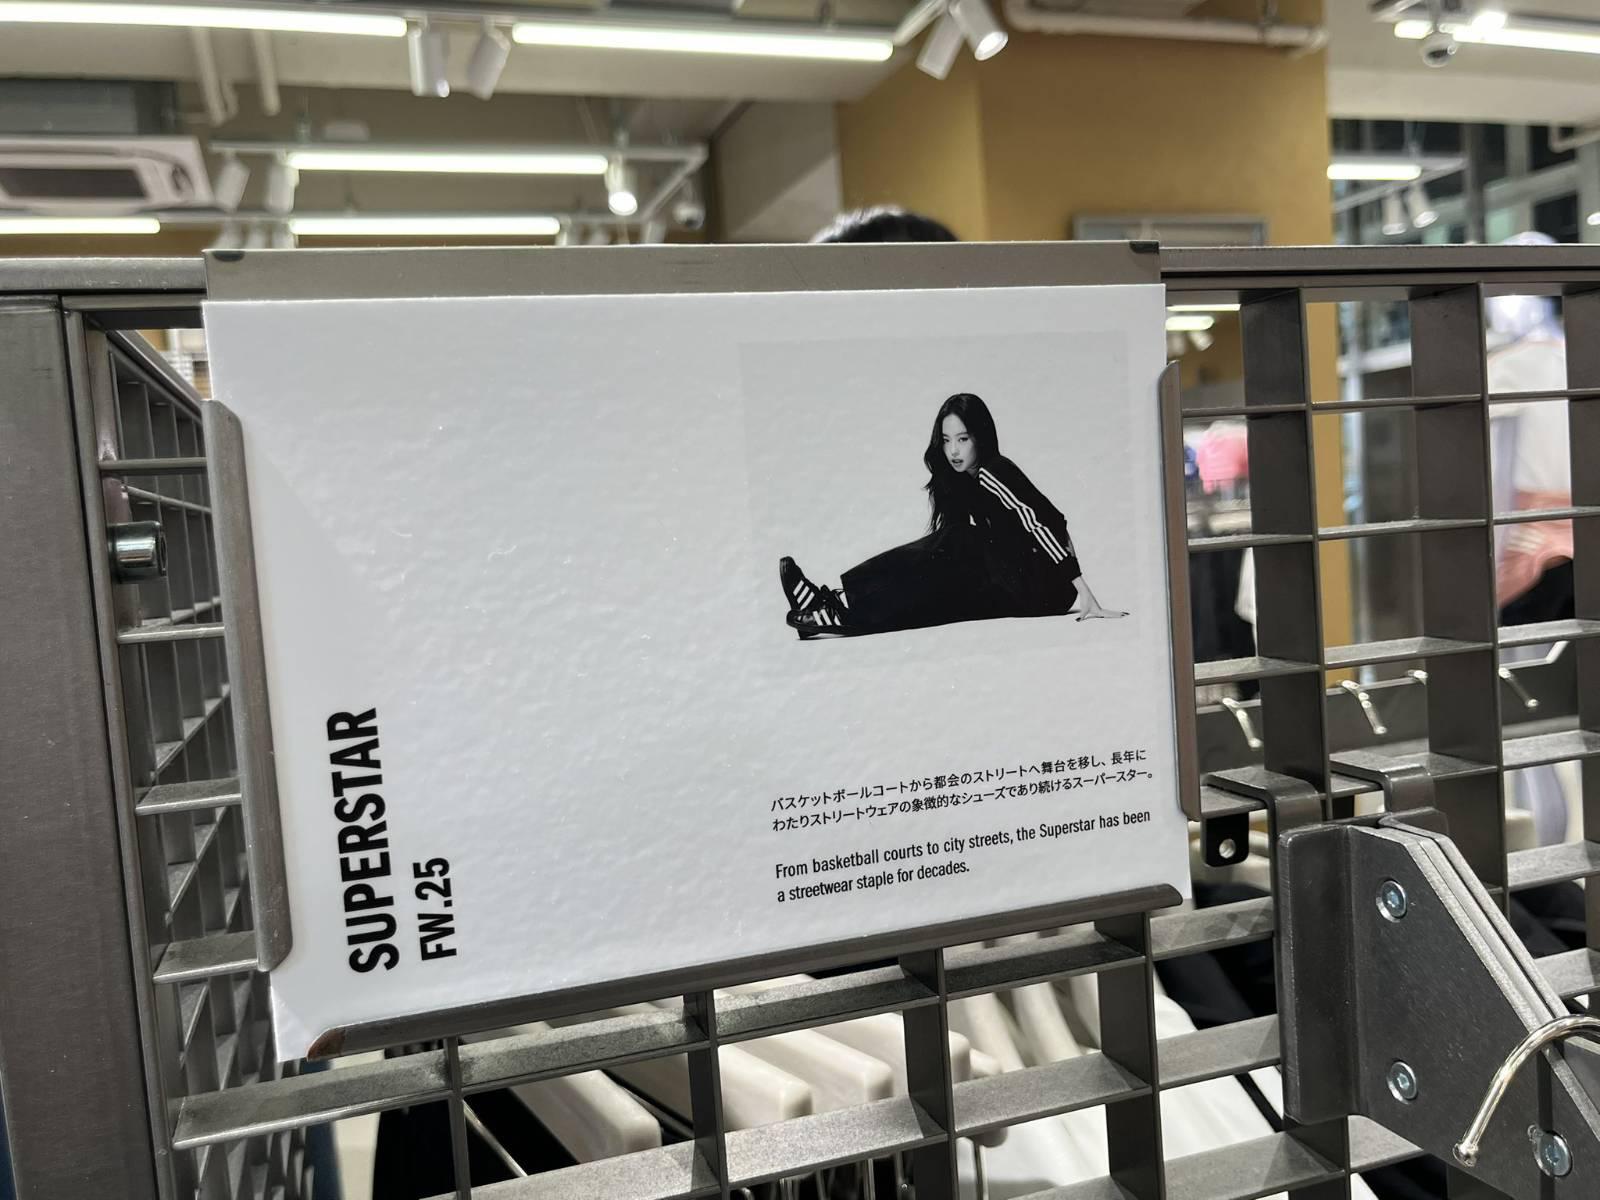 SUPERSTAR
FW.25
バスケットボールコートから都会のストリートへ舞台を移し、長年に
わたりストリートウェアの象徴的なシューズであり続けるスーパースター。
From basketball courts to city streets, the Superstar has been
a streetwear staple for decades.